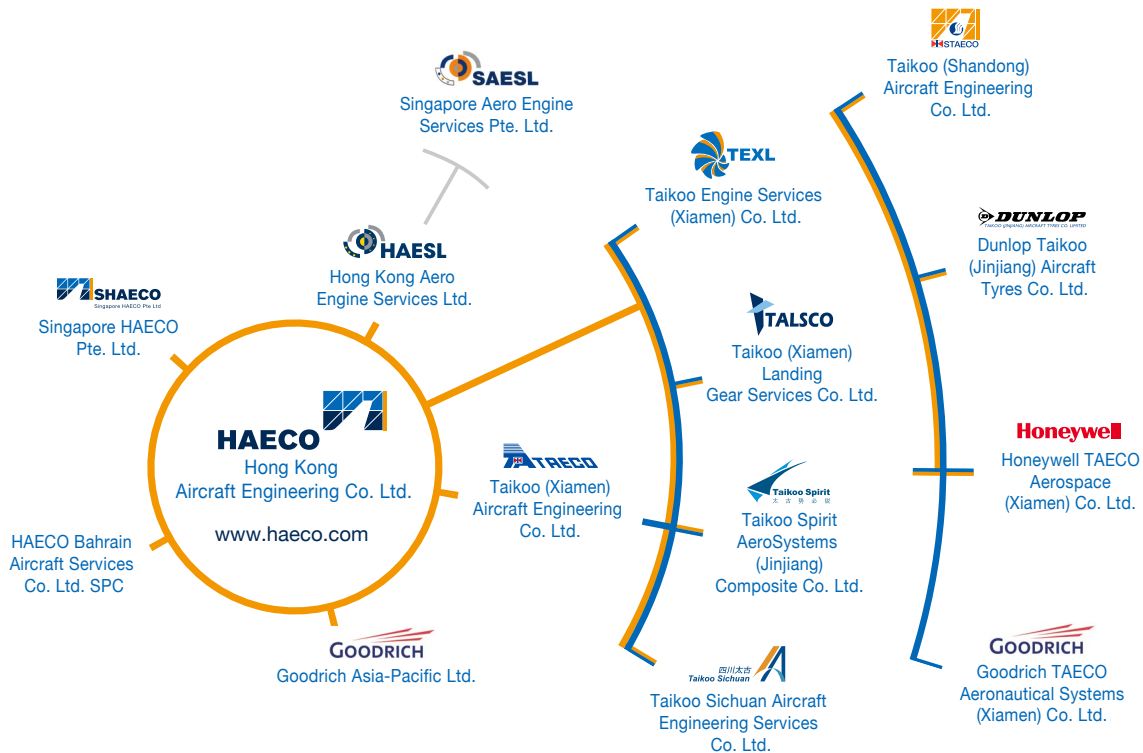 SAESL
Singapore Aero Engine
Services Pte. Ltd.
HAESL
Hong Kong Aero
Engine Services Ltd.
SHAECO
Singapore HAECO Pte Ltd
Singapore HAECO
Pte. Ltd.
HAECO
Hong Kong
Aircraft Engineering Co. Ltd.
www.haeco.com
HAECO Bahrain
Aircraft Services
Co. Ltd. SPC
GOODRICH
Goodrich Asia-Pacific Ltd.
TAECO
Taikoo (Xiamen)
Aircraft Engineering
Co. Ltd.
TEXL
Taikoo Engine Services
(Xiamen) Co. Ltd.
TALSCO
Taikoo (Xiamen)
Landing
Gear Services Co. Ltd.
Taikoo Spirit
Taikoo Spirit
AeroSystems
(Jinjiang)
Composite Co. Ltd.
四川太古
Taikoo Sichuan
Taikoo Sichuan Aircraft
Engineering Services
Co. Ltd.
STAECO
Taikoo (Shandong)
Aircraft Engineering
Co. Ltd.
DUNLOP
TAIKOO (JINJIANG) AIRCRAFT TYRES CO. LIMITED
Dunlop Taikoo
(Jinjiang) Aircraft
Tyres Co. Ltd.
Honeywell
Honeywell TAECO
Aerospace
(Xiamen) Co. Ltd.
GOODRICH
Goodrich TAECO
Aeronautical Systems
(Xiamen) Co. Ltd.